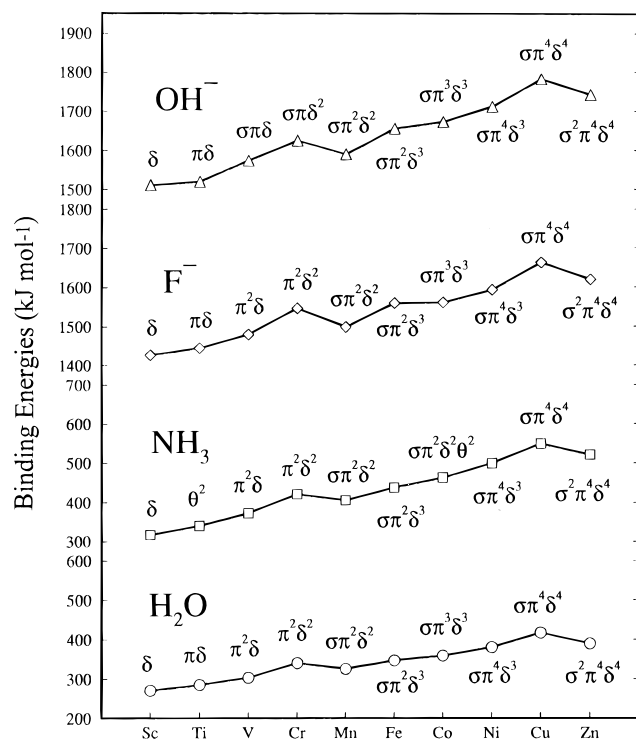 Binding Energies (kJ mol-1)
1900
1800
1700
1600
1500
1800
1700
1600
1500
1400
700
600
500
400
300
600
500
400
300
200
OH⁻
δ πδ σπδ σπδ² σπ²δ² σπ²δ³ σπ³δ³ σπ⁴δ³ σπ⁴δ⁴ σ²π⁴δ⁴
F⁻
δ πδ π²δ π²δ² σπ²δ² σπ²δ³ σπ³δ³ σπ⁴δ³ σπ⁴δ⁴ σ²π⁴δ⁴
NH₃
δ θ² π²δ π²δ² σπ²δ² σπ²δ³ σπ²δ²θ² σπ⁴δ³ σπ⁴δ⁴ σ²π⁴δ⁴
H₂O
δ πδ π²δ π²δ² σπ²δ² σπ²δ³ σπ³δ³ σπ⁴δ³ σπ⁴δ⁴ σ²π⁴δ⁴
Sc Ti V Cr Mn Fe Co Ni Cu Zn